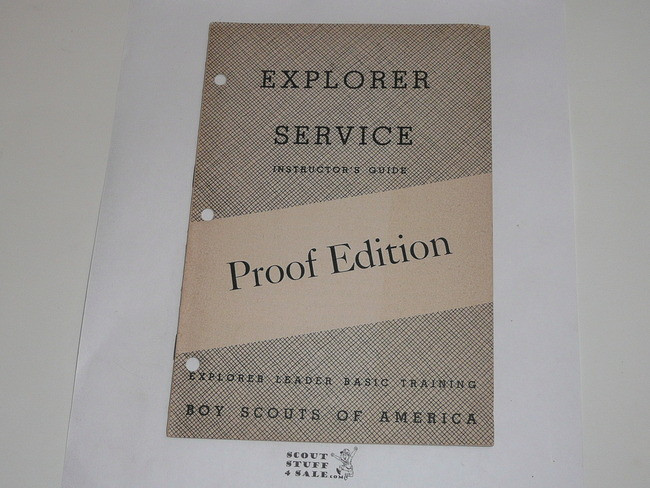 EXPLORER
SERVICE
INSTRUCTOR'S GUIDE
Proof Edition
EXPLORER LEADER BASIC TRAINING
BOY SCOUTS OF AMERICA
SCOUT
STUFF
4 SALE.COM